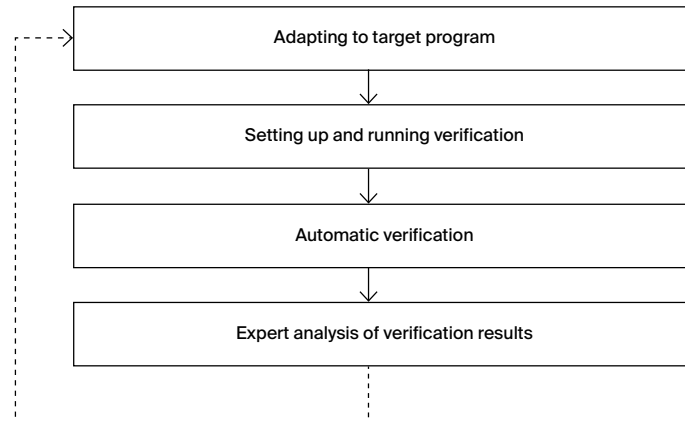 Adapting to target program
Setting up and running verification
Automatic verification
Expert analysis of verification results